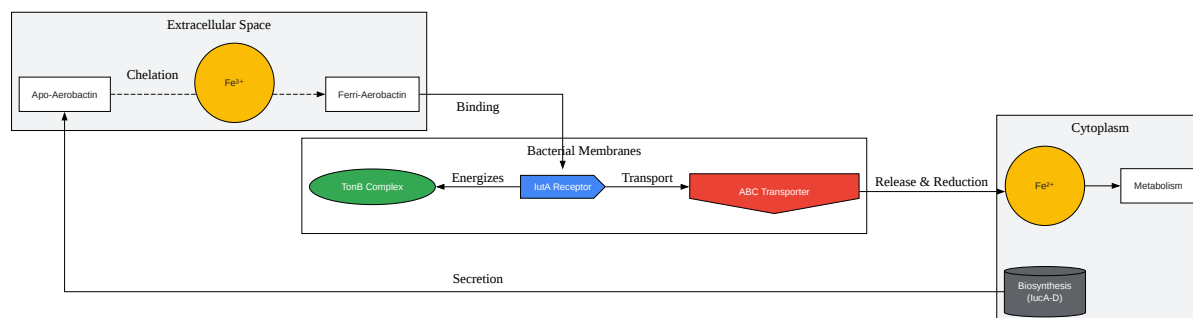 Extracellular Space
Chelation
Fe³⁺
Apo-Aerobactin
Ferri-Aerobactin
Binding
Bacterial Membranes
TonB Complex
Energizes
IutA Receptor
Transport
ABC Transporter
Release & Reduction
Cytoplasm
Fe²⁺
Metabolism
Secretion
Biosynthesis
(IucA-D)